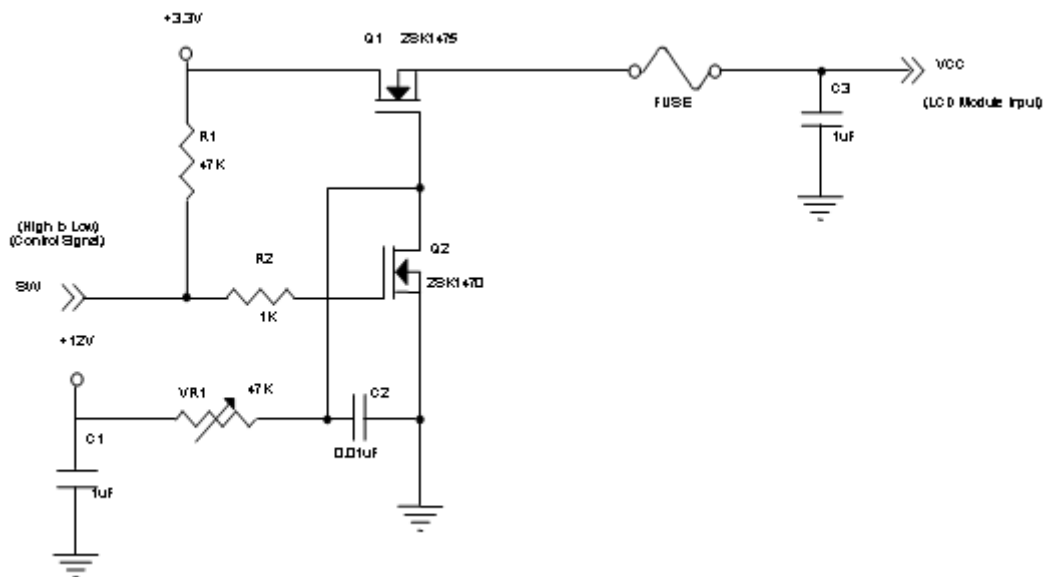 +3.3V
Q1 2SK1475
VCC
FUSE
C3
(LCD Module Input)
R1
1uF
47K
(High to Low)
(Control Signal)
Q2
R2
SW
2SK1470
1K
+12V
VR1
47K
C2
C1
0.01uF
1uF